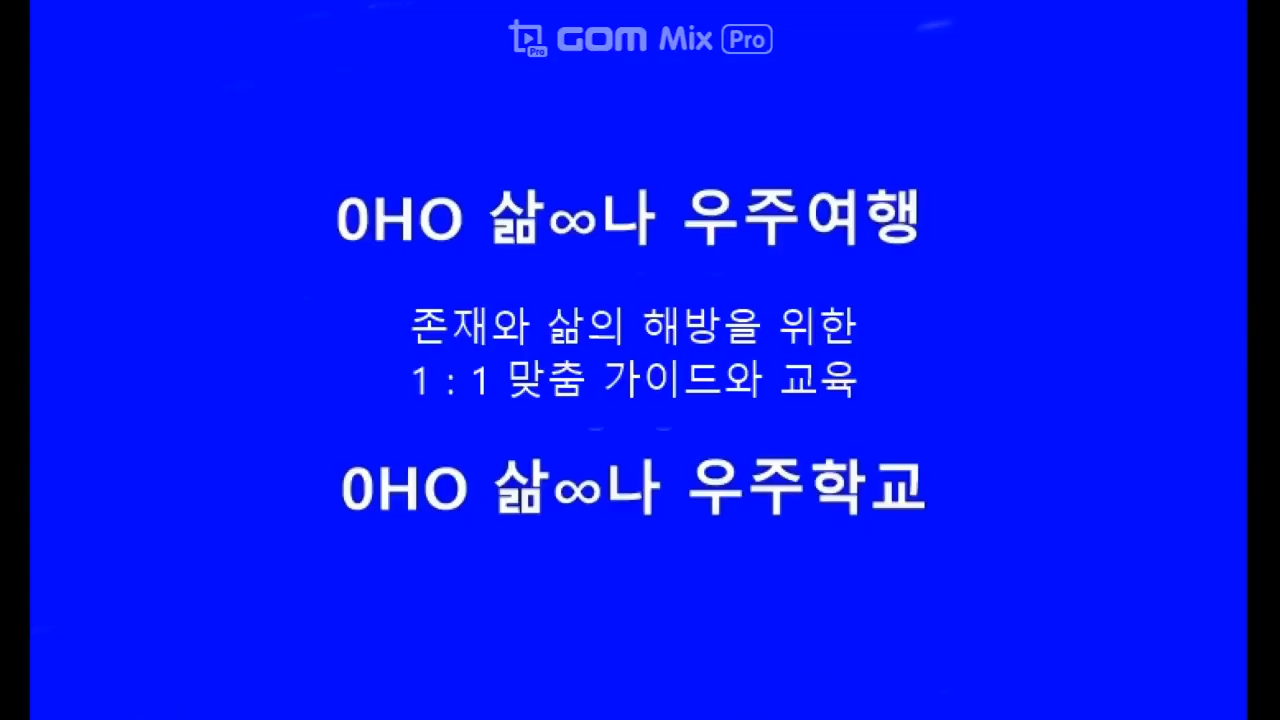 GOM Mix Pro
0HO 삶∞나 우주여행
존재와 삶의 해방을 위한
1 : 1 맞춤 가이드와 교육
0HO 삶∞나 우주학교